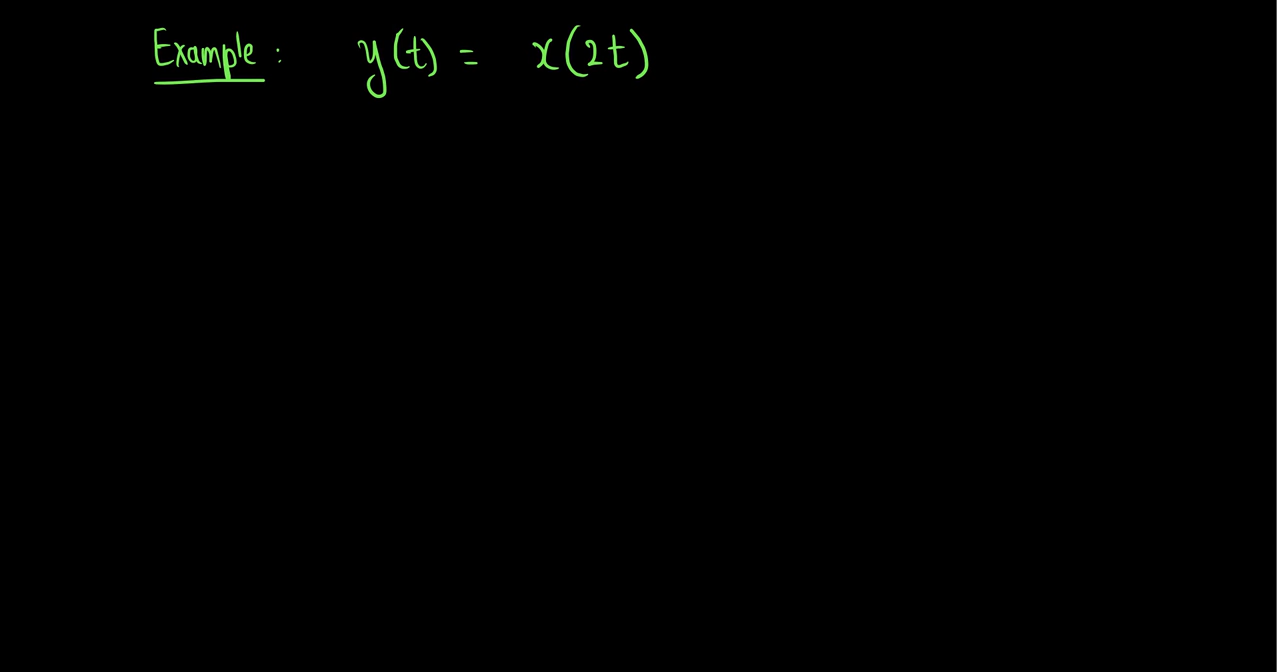 Example : y(t) = x(2t)